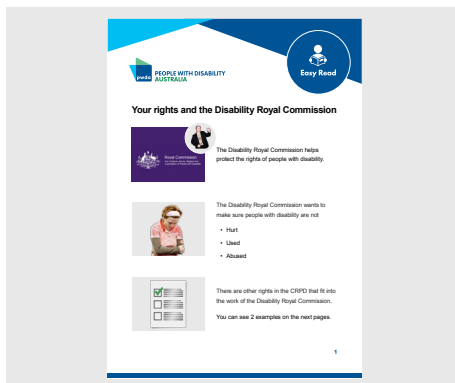 pwda
PEOPLE WITH DISABILITY
AUSTRALIA
Easy Read
Your rights and the Disability Royal Commission
Royal Commission
The Disability Royal Commission helps
protect the rights of people with disability.
The Disability Royal Commission wants to
make sure people with disability are not
• Hurt
• Used
• Abused
There are other rights in the CRPD that fit into
the work of the Disability Royal Commission.
You can see 2 examples on the next pages.
1